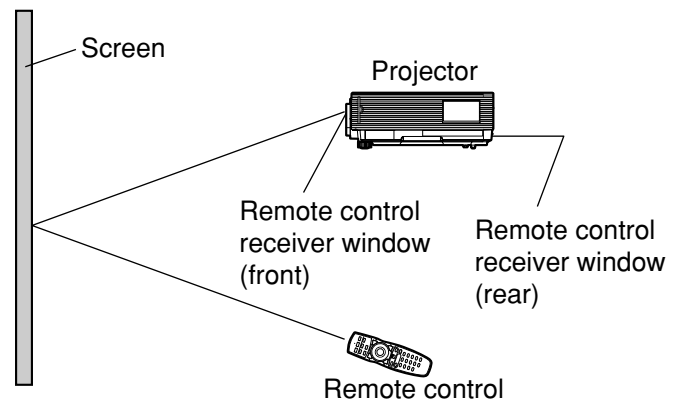 Screen
Projector
Remote control
receiver window
(front)
Remote control
receiver window
(rear)
Remote control